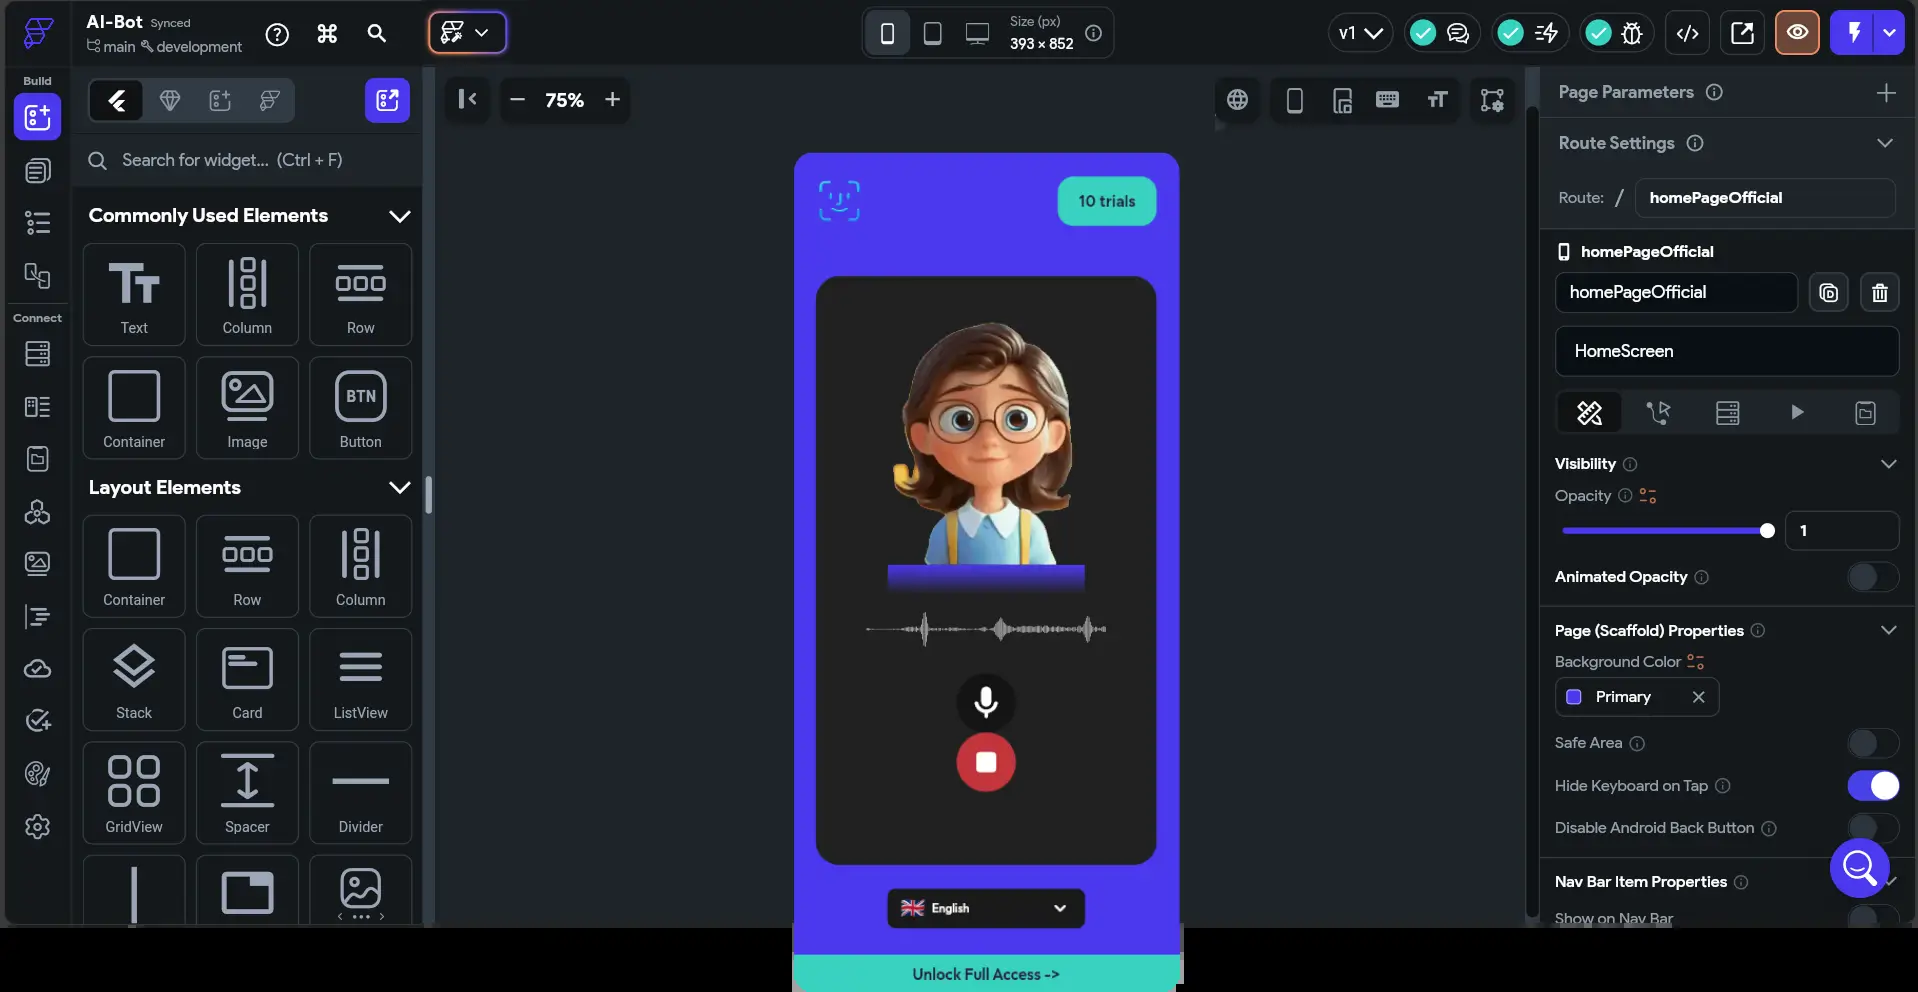 AI-Bot Synced
main development
Size (px)
393 × 852
v1
Build
Connect
75%
Search for widget... (Ctrl + F)
Commonly Used Elements
Text
Column
Row
Container
Image
BTN
Button
Layout Elements
Container
Row
Column
Stack
Card
ListView
GridView
Spacer
Divider
10 trials
English
Unlock Full Access ->
Page Parameters
Route Settings
Route: / homePageOfficial
homePageOfficial
homePageOfficial
HomeScreen
Visibility
Opacity
1
Animated Opacity
Page (Scaffold) Properties
Background Color
Primary
Safe Area
Hide Keyboard on Tap
Disable Android Back Button
Nav Bar Item Properties
Show on Nav Bar